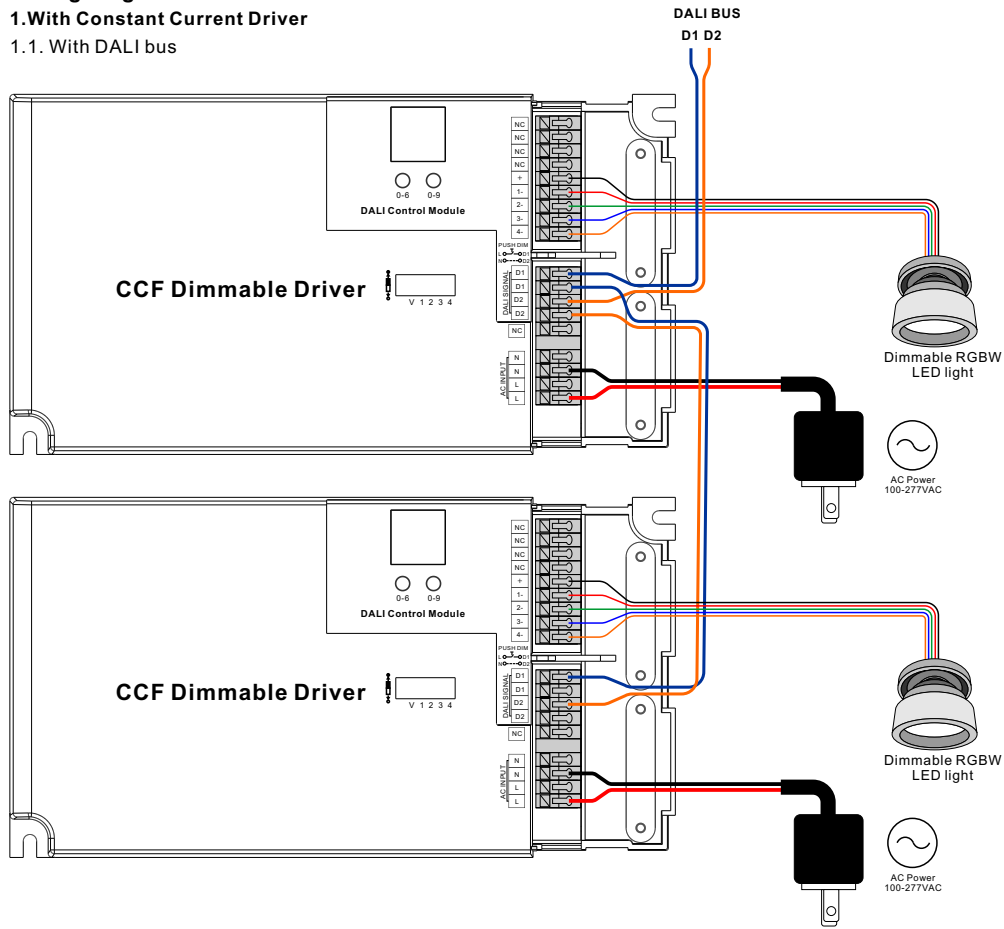 1.With Constant Current Driver
1.1. With DALI bus
DALI BUS
D1 D2
NC
NC
NC
NC
+
1-
2-
3-
4-
0-6 0-9
DALI Control Module
PUSH DIM
L D1
N D2
CCF Dimmable Driver
V 1 2 3 4
DALI SIGNAL
D1
D1
D2
D2
NC
AC INPUT
N
N
L
L
Dimmable RGBW
LED light
AC Power
100-277VAC
NC
NC
NC
NC
+
1-
2-
3-
4-
0-6 0-9
DALI Control Module
PUSH DIM
L D1
N D2
CCF Dimmable Driver
V 1 2 3 4
DALI SIGNAL
D1
D1
D2
D2
NC
AC INPUT
N
N
L
L
Dimmable RGBW
LED light
AC Power
100-277VAC